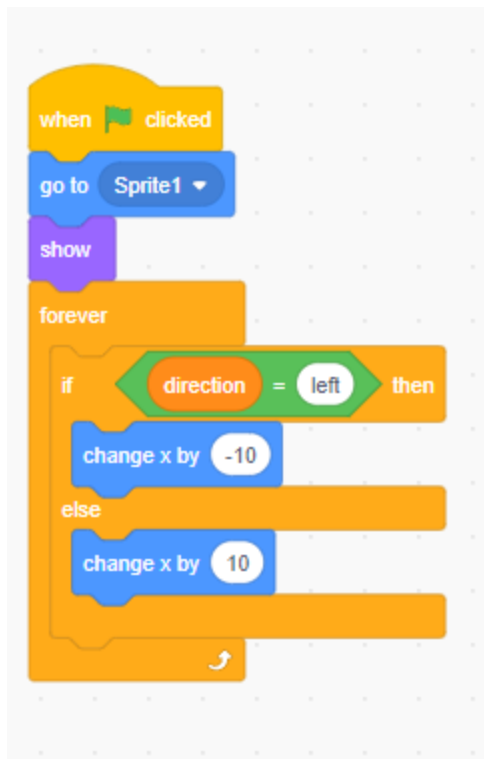 when clicked
go to Sprite1
show
forever
if direction = left then
change x by -10
else
change x by 10